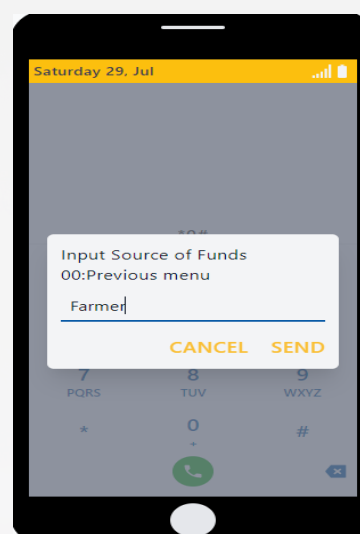 Saturday 29, Jul
Input Source of Funds
00:Previous menu
Farmer
CANCEL SEND
7 8 9
PQRS TUV WXYZ
* 0 #
+